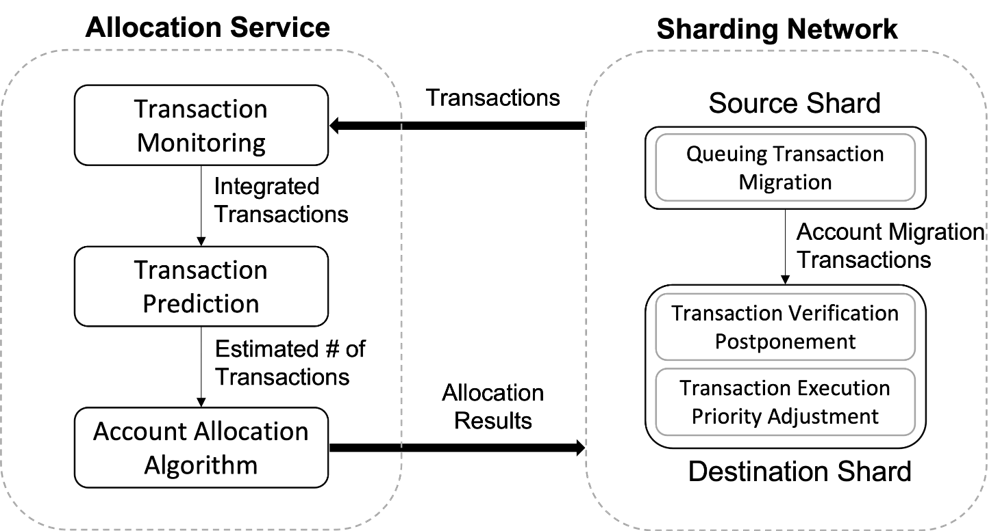 Allocation Service
Transaction
Monitoring
Integrated
Transactions
Transaction
Prediction
Estimated # of
Transactions
Account Allocation
Algorithm
Transactions
Allocation
Results
Sharding Network
Source Shard
Queuing Transaction
Migration
Account Migration
Transactions
Transaction Verification
Postponement
Transaction Execution
Priority Adjustment
Destination Shard